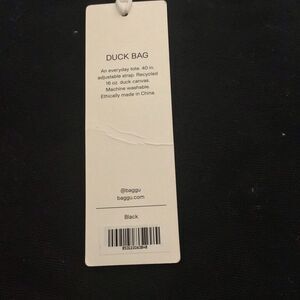 DUCK BAG
An everyday tote. 40 in.
adjustable strap. Recycled
16 oz. duck canvas.
Machine washable.
Ethically made in China.
@baggu
baggu.com
Black